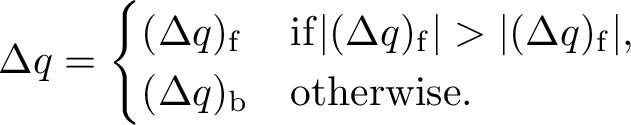 Δq = { (Δq)_f if|(Δq)_f| > |(Δq)_f|,
(Δq)_b otherwise.